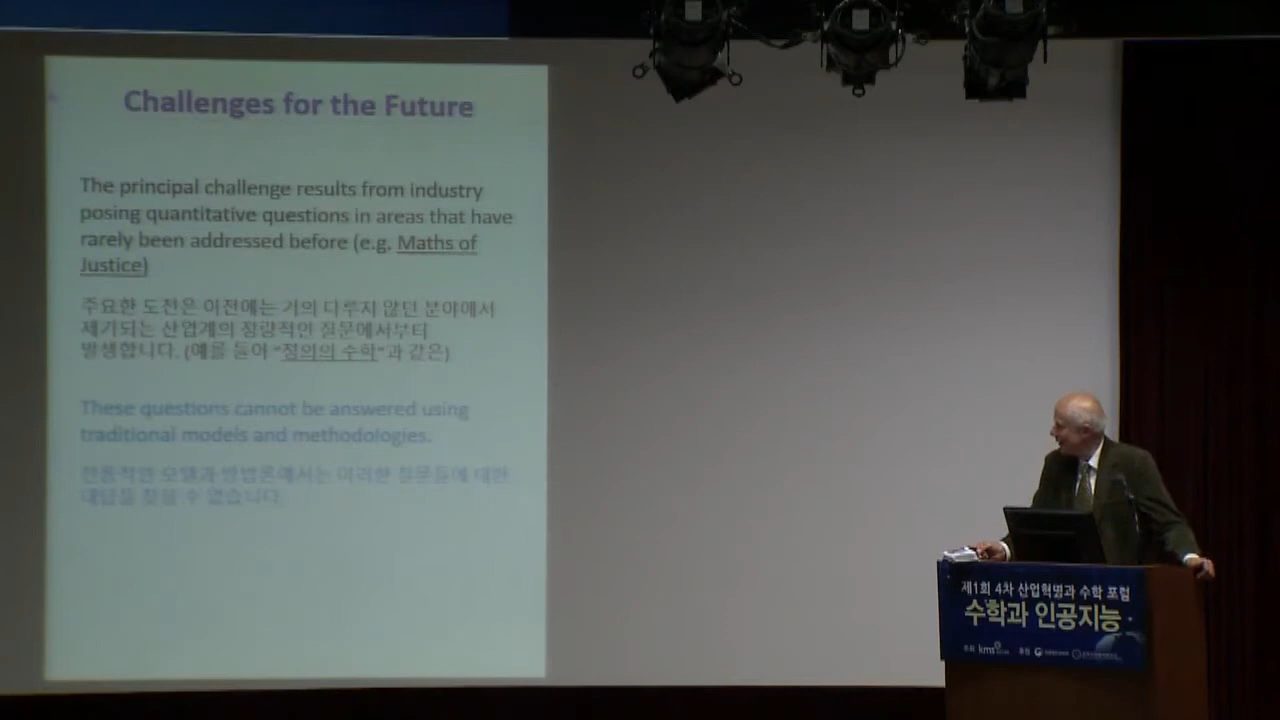 Challenges for the Future
The principal challenge results from industry
posing quantitative questions in areas that have
rarely been addressed before (e.g. Maths of
Justice)
주요한 도전은 이전에는 거의 다루지 않던 분야에서
제기되는 산업계의 정량적인 질문에서부터
발생합니다. (예를 들어 "정의의 수학"과 같은)
These questions cannot be answered using
traditional models and methodologies.
전통적인 모델과 방법론에서는 이러한 질문들에 대한
대답을 찾을 수 없습니다.
제1회 4차 산업혁명과 수학 포럼
수학과 인공지능
주최 kms 후원